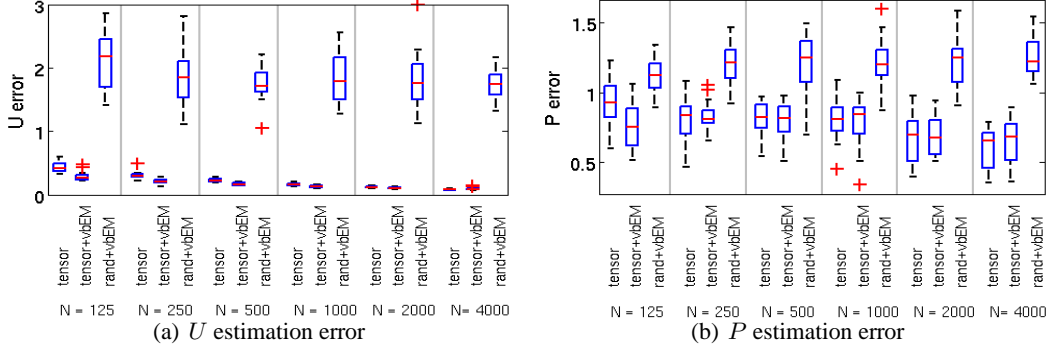 3
2
1
0
U error
tensor
tensor+vbEM
rand+vbEM
tensor
tensor+vbEM
rand+vbEM
tensor
tensor+vbEM
rand+vbEM
tensor
tensor+vbEM
rand+vbEM
tensor
tensor+vbEM
rand+vbEM
tensor
tensor+vbEM
rand+vbEM
N = 125 N = 250 N = 500 N = 1000 N = 2000 N= 4000
(a) U estimation error
1.5
1
0.5
P error
tensor
tensor+vbEM
rand+vbEM
tensor
tensor+vbEM
rand+vbEM
tensor
tensor+vbEM
rand+vbEM
tensor
tensor+vbEM
rand+vbEM
tensor
tensor+vbEM
rand+vbEM
tensor
tensor+vbEM
rand+vbEM
N = 125 N = 250 N = 500 N = 1000 N = 2000 N= 4000
(b) P estimation error